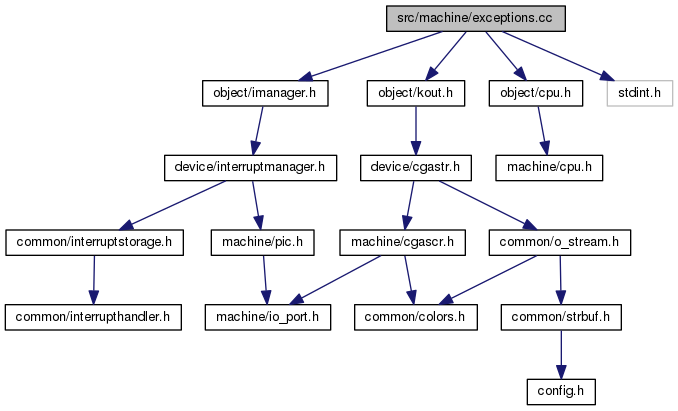 src/machine/exceptions.cc
object/imanager.h
object/kout.h
object/cpu.h
stdint.h
device/interruptmanager.h
device/cgastr.h
machine/cpu.h
common/interruptstorage.h
machine/pic.h
machine/cgascr.h
common/o_stream.h
common/interrupthandler.h
machine/io_port.h
common/colors.h
common/strbuf.h
config.h